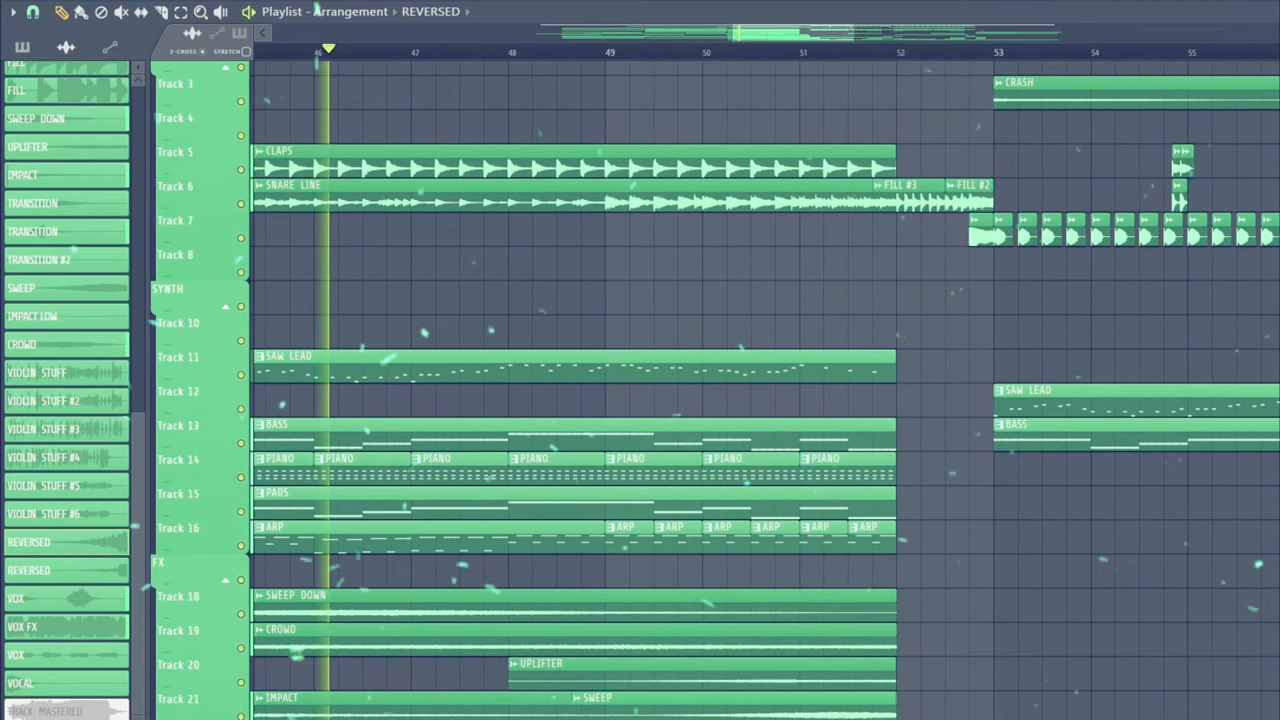 Playlist - Arrangement ▸ REVERSED ▸
Z-CROSS STRETCH
46 47 48 49 50 51 52 53 54 55
FILL
FILL
SWEEP DOWN
UPLIFTER
IMPACT
TRANSITION
TRANSITION
TRANSITION #2
SWEEP
IMPACT LOW
CROWD
VIOLIN STUFF
VIOLIN STUFF #2
VIOLIN STUFF #3
VIOLIN STUFF #4
VIOLIN STUFF #5
VIOLIN STUFF #6
REVERSED
REVERSED
VOX
VOX FX
VOX
VOCAL
TRACK MASTERED
Track 3 CRASH
Track 4
Track 5 CLAPS
Track 6 SNARE LINE FILL #3 FILL #2
Track 7
Track 8
SYNTH
Track 10
Track 11 SAW LEAD
Track 12 SAW LEAD
Track 13 BASS BASS
Track 14 PIANO PIANO PIANO PIANO PIANO PIANO PIANO
Track 15 PADS
Track 16 ARP ARP ARP ARP ARP ARP ARP
FX
Track 18 SWEEP DOWN
Track 19 CROWD
Track 20 UPLIFTER
Track 21 IMPACT SWEEP